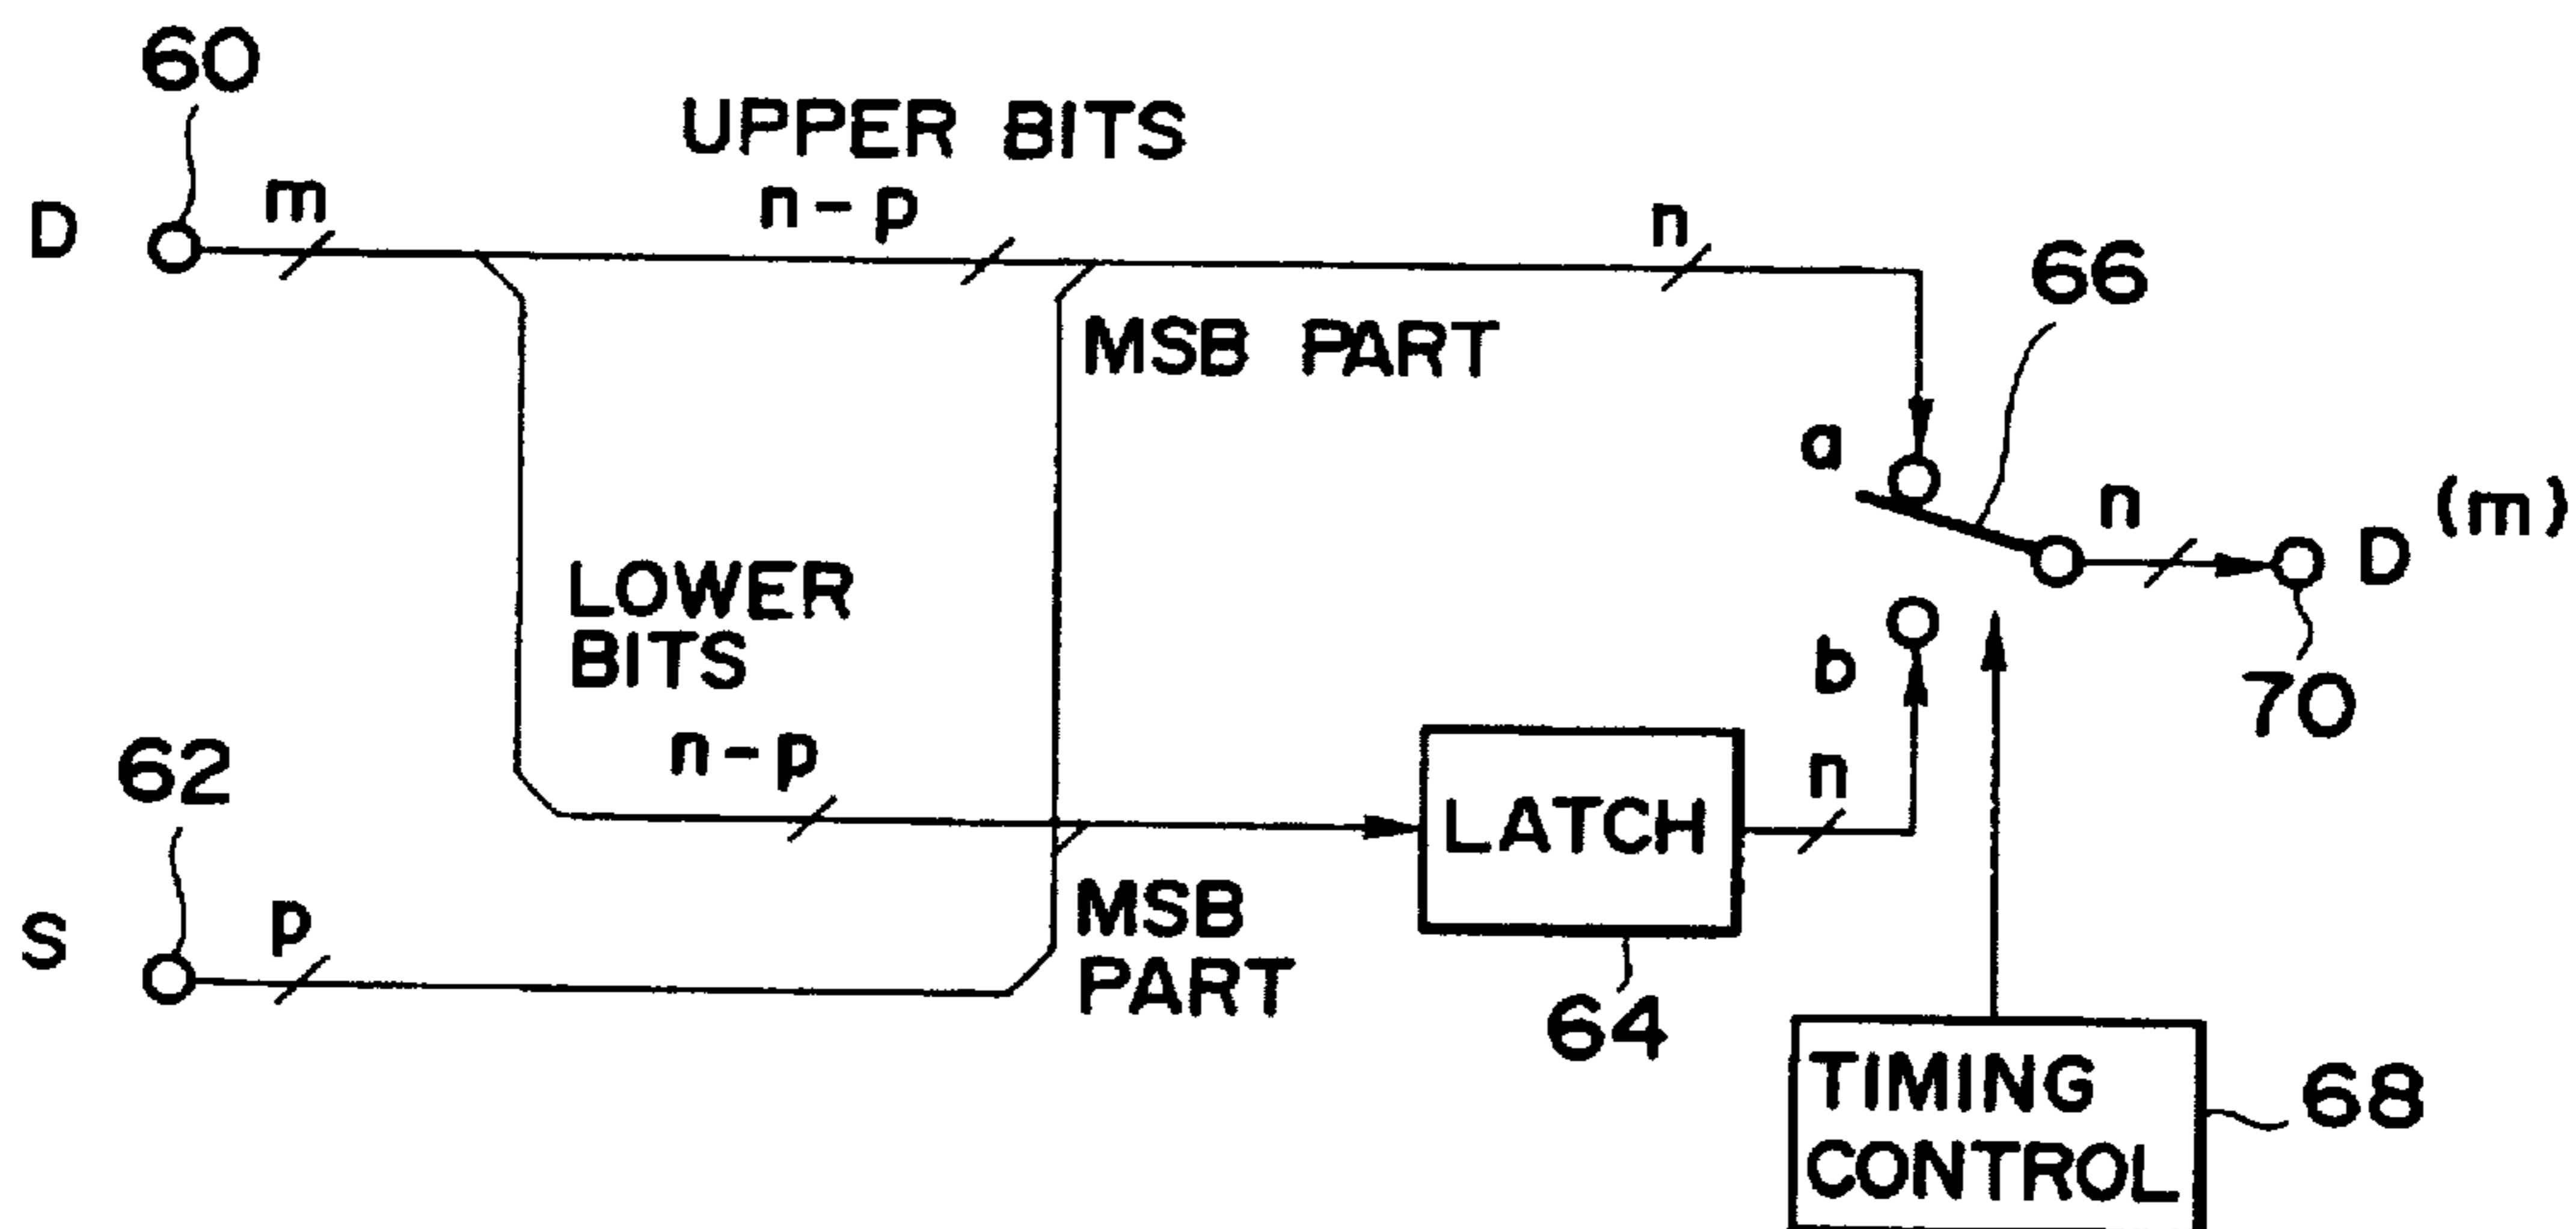 60
UPPER BITS
D
m
n-p
n
66
MSB PART
a
n
D (m)
LOWER
BITS
n-p
b
70
62
LATCH
n
S
p
MSB
PART
64
TIMING
CONTROL
68